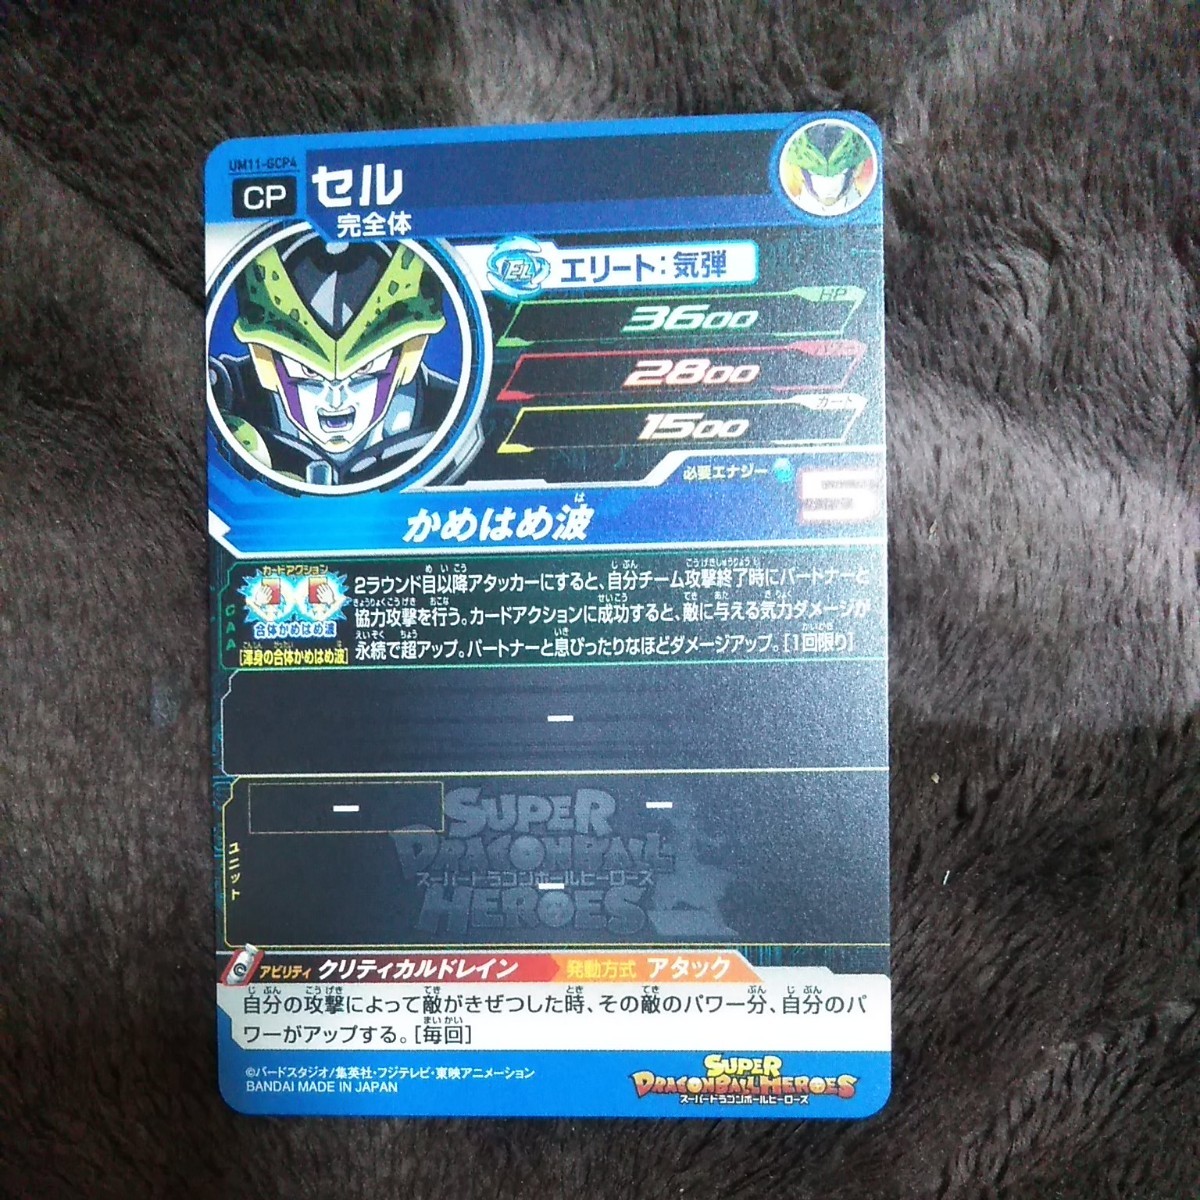 UM11-GCP4
CP
セル
完全体
EL
エリート:気弾
HP
3600
パワー
2800
ガード
1500
必要エナジー
5
かめはめ波
カードアクション
合体かめはめ波
[渾身の合体かめはめ波]
CAA
2ラウンド目以降アタッカーにすると、自分チーム攻撃終了時にパートナーと
協力攻撃を行う。カードアクションに成功すると、敵に与える気力ダメージが
永続で超アップ。パートナーと息ぴったりなほどダメージアップ。[1回限り]
ー
ー
ー
ー
ユニット
SUPER
DRAGONBALL
スーパードラゴンボールヒーローズ
HEROES
アビリティ クリティカルドレイン 発動方式 アタック
自分の攻撃によって敵がきぜつした時、その敵のパワー分、自分のパ
ワーがアップする。[毎回]
©バードスタジオ/集英社・フジテレビ・東映アニメーション
BANDAI MADE IN JAPAN
SUPER
DRAGONBALL HEROES
スーパードラゴンボールヒーローズ